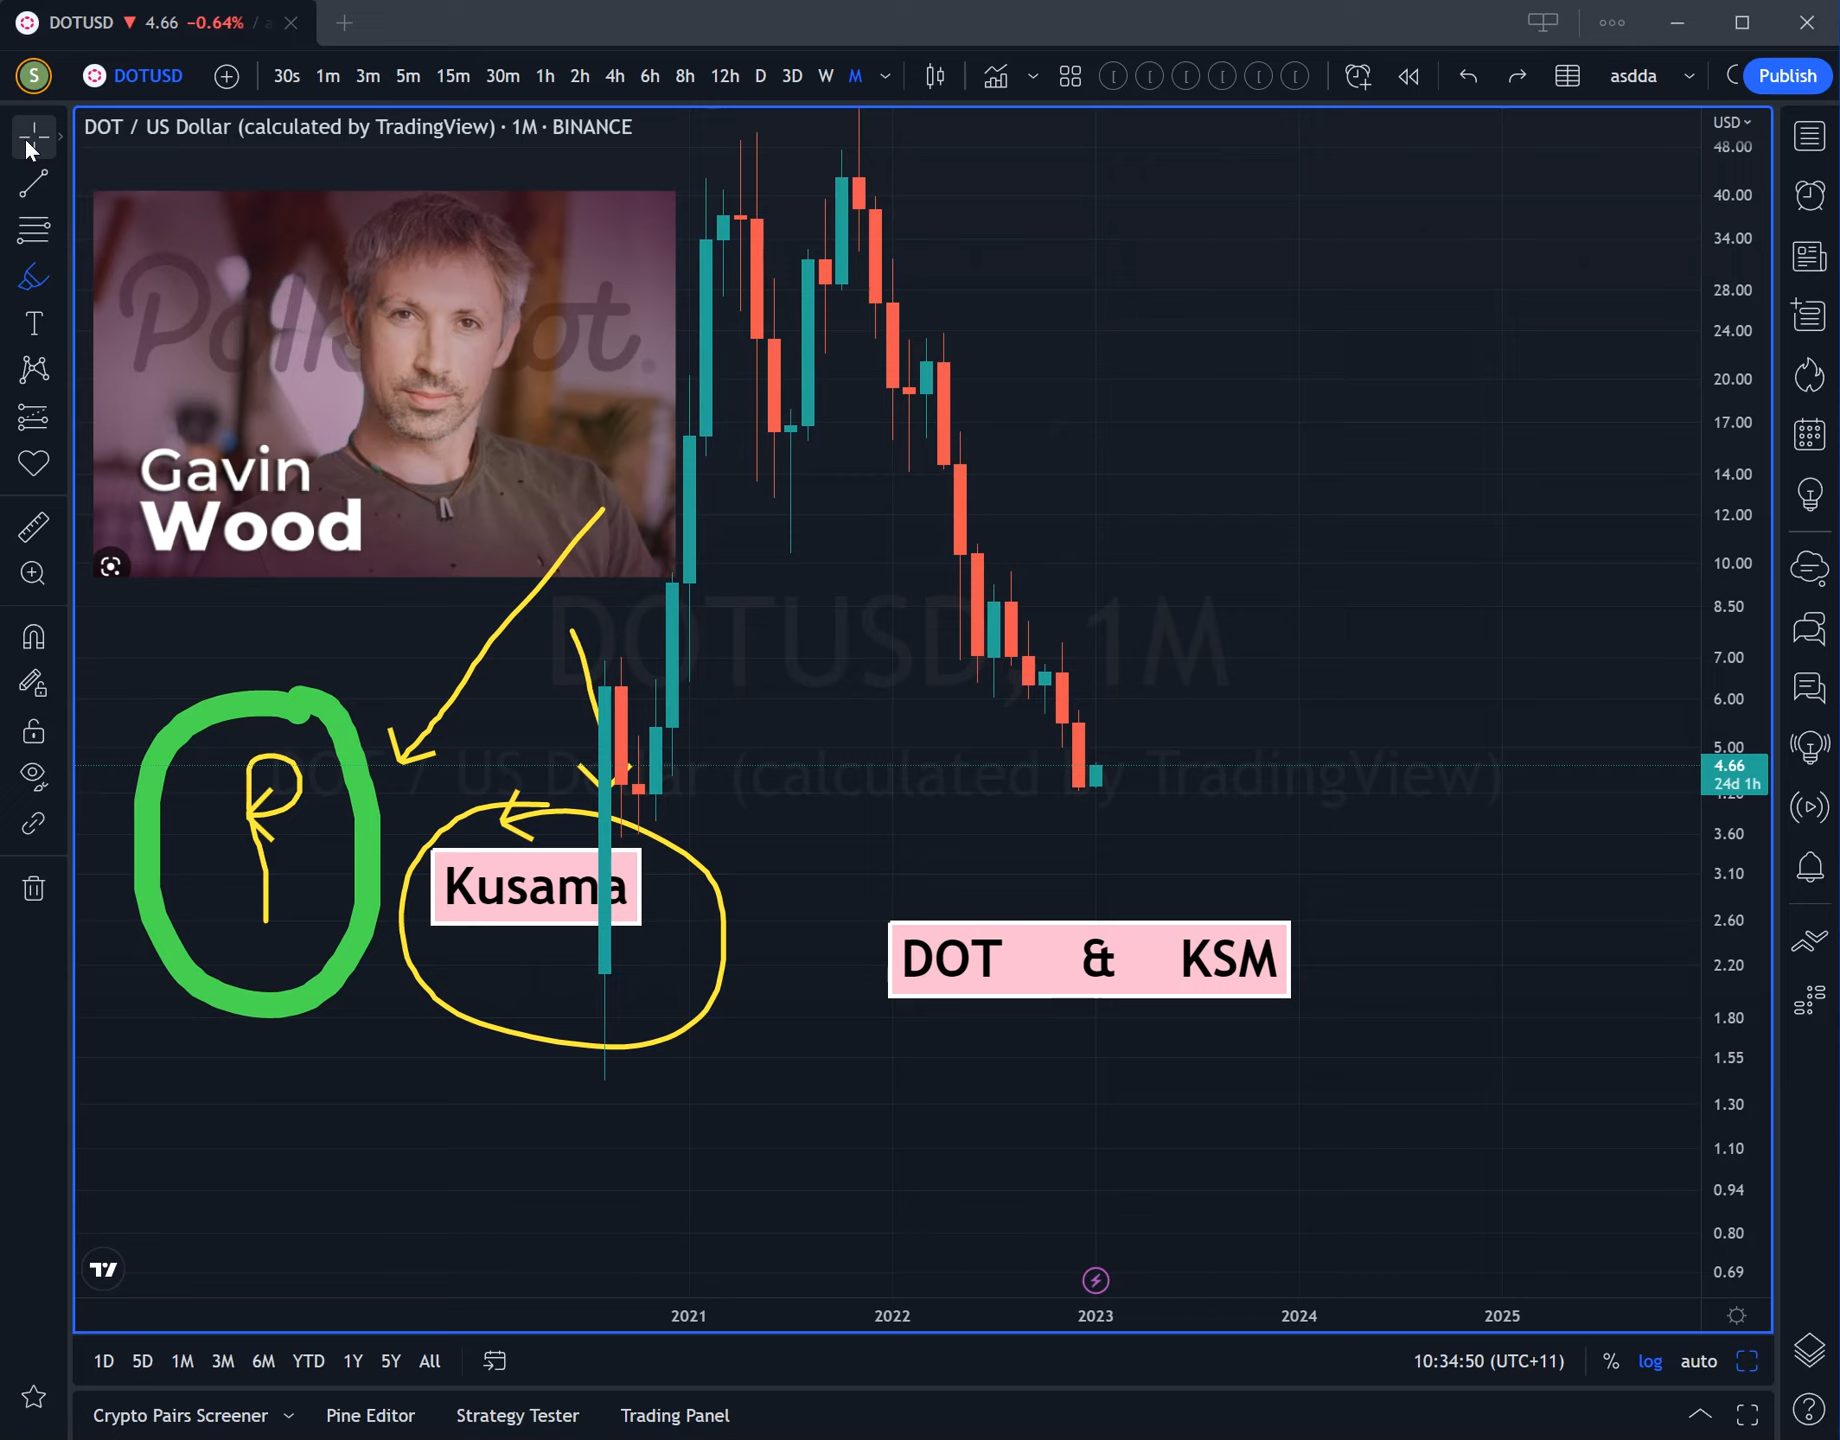 DOTUSD ▼ 4.66 −0.64% / a
S DOTUSD 30s 1m 3m 5m 15m 30m 1h 2h 4h 6h 8h 12h D 3D W M asdda Publish
DOT / US Dollar (calculated by TradingView) · 1M · BINANCE
USD
48.00
40.00
34.00
28.00
24.00
20.00
17.00
14.00
12.00
10.00
8.50
7.00
6.00
5.00
4.66
24d 1h
4.20
3.60
3.10
2.60
2.20
1.80
1.55
1.30
1.10
0.94
0.80
0.69
Gavin
Wood
DOTUSD, 1M
DOT / US Dollar (calculated by TradingView)
P
Kusama
DOT & KSM
2021 2022 2023 2024 2025
1D 5D 1M 3M 6M YTD 1Y 5Y All 10:34:50 (UTC+11) % log auto
Crypto Pairs Screener Pine Editor Strategy Tester Trading Panel